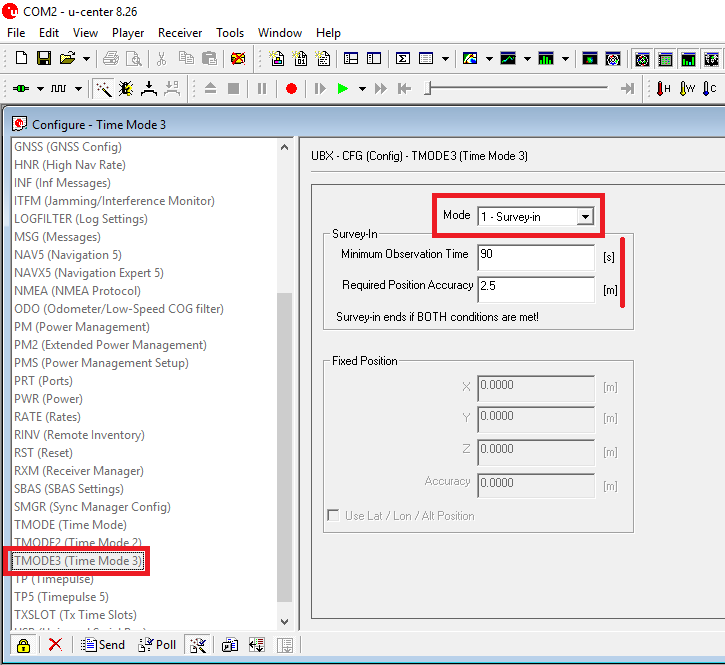 COM2 - u-center 8.26
File Edit View Player Receiver Tools Window Help
H W C
Configure - Time Mode 3
GNSS (GNSS Config)
HNR (High Nav Rate)
INF (Inf Messages)
ITFM (Jamming/Interference Monitor)
LOGFILTER (Log Settings)
MSG (Messages)
NAV5 (Navigation 5)
NAVX5 (Navigation Expert 5)
NMEA (NMEA Protocol)
ODO (Odometer/Low-Speed COG filter)
PM (Power Management)
PM2 (Extended Power Management)
PMS (Power Management Setup)
PRT (Ports)
PWR (Power)
RATE (Rates)
RINV (Remote Inventory)
RST (Reset)
RXM (Receiver Manager)
SBAS (SBAS Settings)
SMGR (Sync Manager Config)
TMODE (Time Mode)
TMODE2 (Time Mode 2)
TMODE3 (Time Mode 3)
TP (Timepulse)
TP5 (Timepulse 5)
TXSLOT (Tx Time Slots)
UBX - CFG (Config) - TMODE3 (Time Mode 3)
Mode 1 - Survey-in
Survey-In
Minimum Observation Time 90 [s]
Required Position Accuracy 2.5 [m]
Survey-in ends if BOTH conditions are met!
Fixed Position
X 0.0000 [m]
Y 0.0000 [m]
Z 0.0000 [m]
Accuracy 0.0000 [m]
Use Lat / Lon / Alt Position
Send Poll